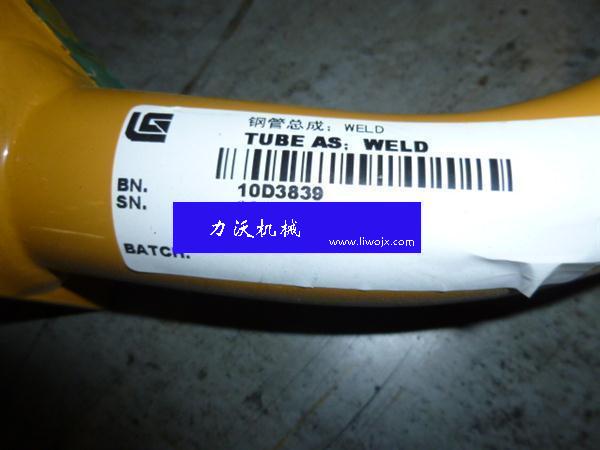 钢管总成：WELD
TUBE AS：WELD
BN. 10D3839
SN.
力沃机械
www.liwojx.com
BATCH.